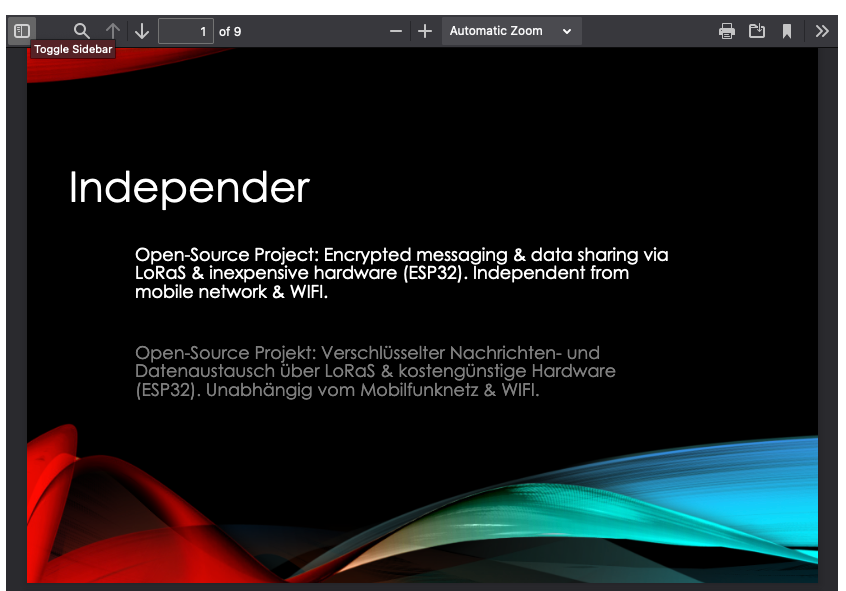 1 of 9
Automatic Zoom
Toggle Sidebar
Independer
Open-Source Project: Encrypted messaging & data sharing via
LoRaS & inexpensive hardware (ESP32). Independent from
mobile network & WIFI.
Open-Source Projekt: Verschlüsselter Nachrichten- und
Datenaustausch über LoRaS & kostengünstige Hardware
(ESP32). Unabhängig vom Mobilfunknetz & WIFI.